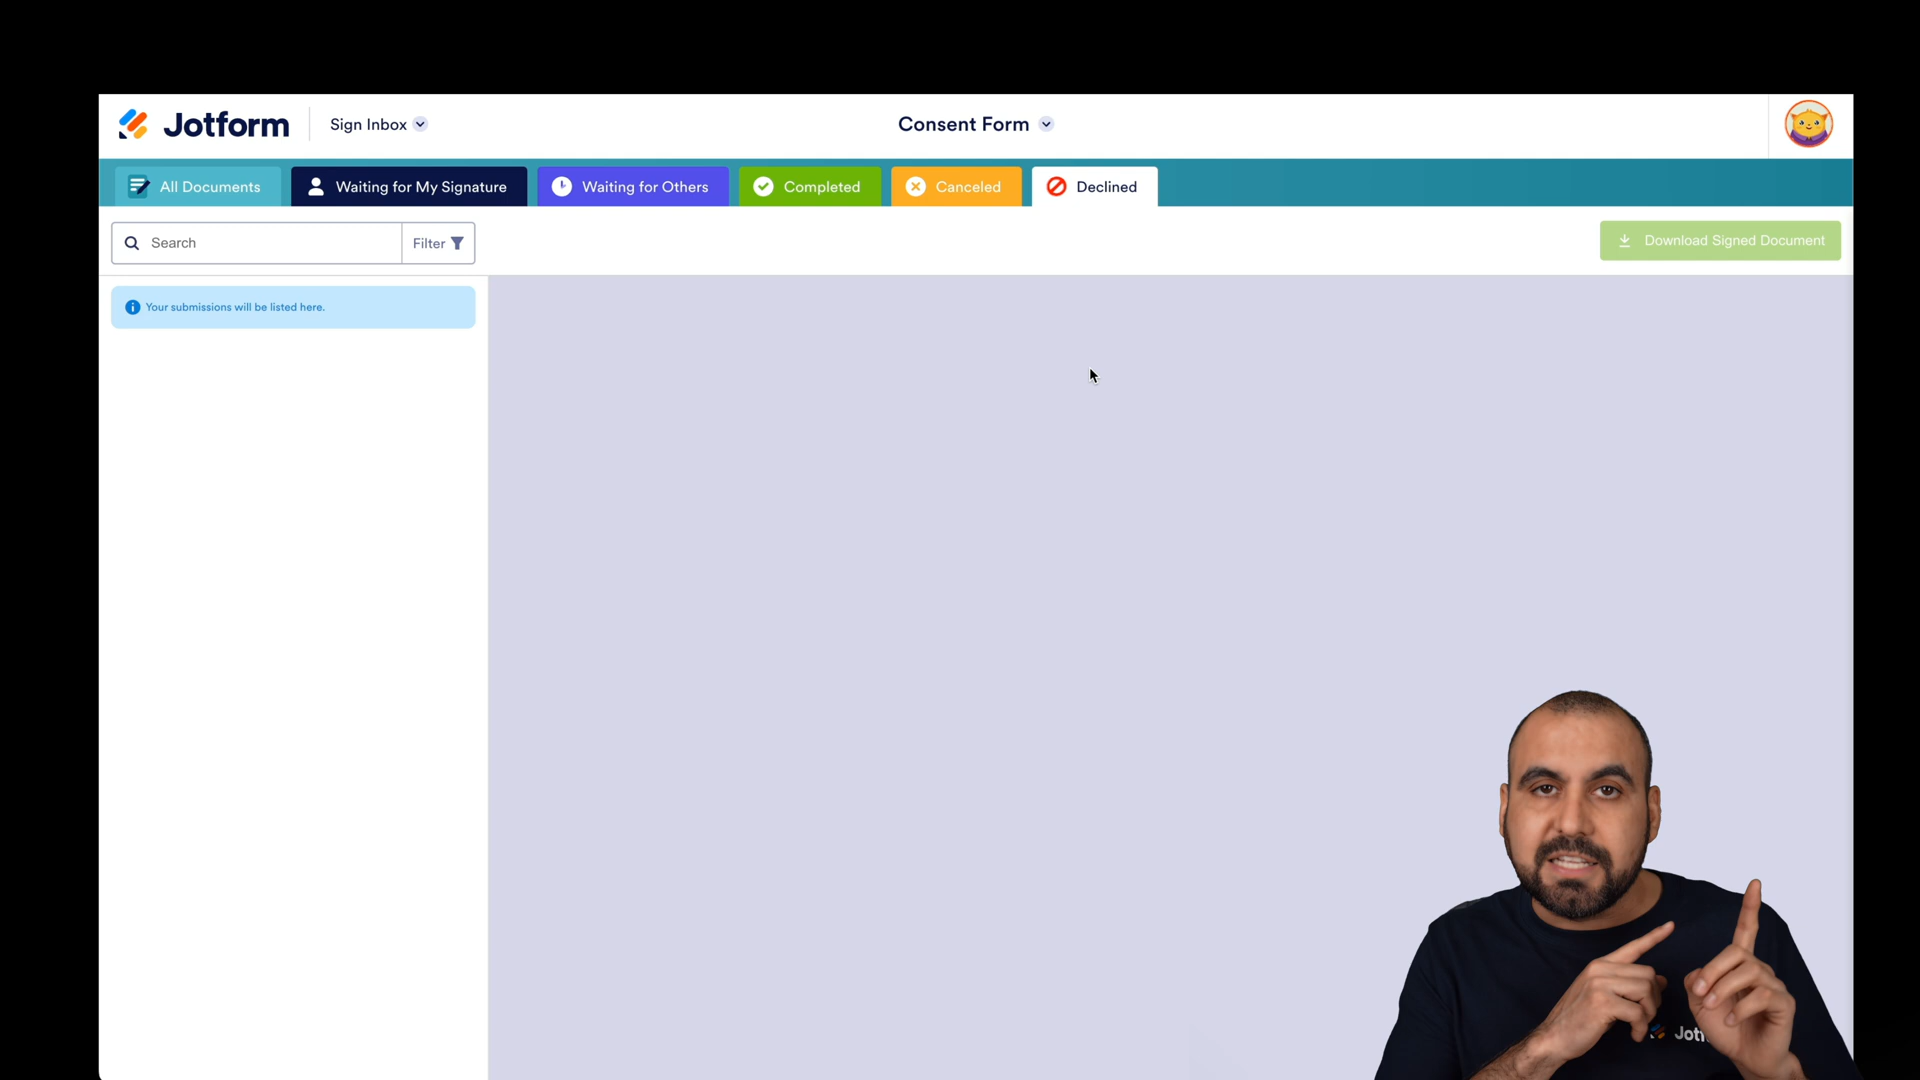 Jotform
Sign Inbox
Consent Form
All Documents
Waiting for My Signature
Waiting for Others
Completed
Canceled
Declined
Search
Filter
Download Signed Document
Your submissions will be listed here.